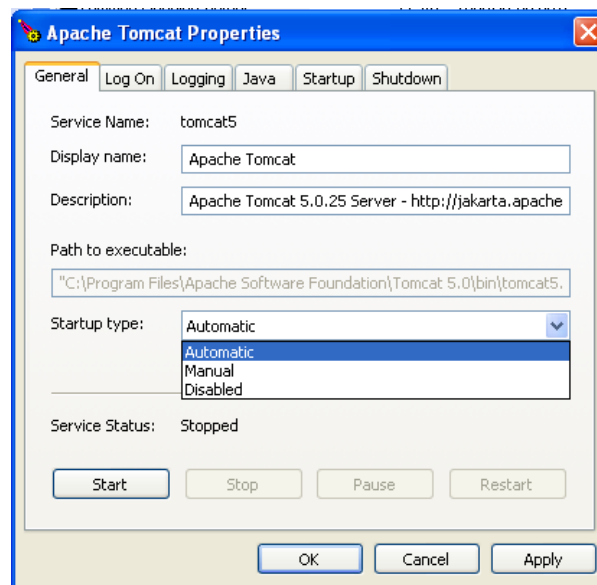 Apache Tomcat Properties
General Log On Logging Java Startup Shutdown
Service Name: tomcat5
Display name: Apache Tomcat
Description: Apache Tomcat 5.0.25 Server - http://jakarta.apache
Path to executable:
"C:\Program Files\Apache Software Foundation\Tomcat 5.0\bin\tomcat5.
Startup type: Automatic
Automatic
Manual
Disabled
Service Status: Stopped
Start Stop Pause Restart
OK Cancel Apply